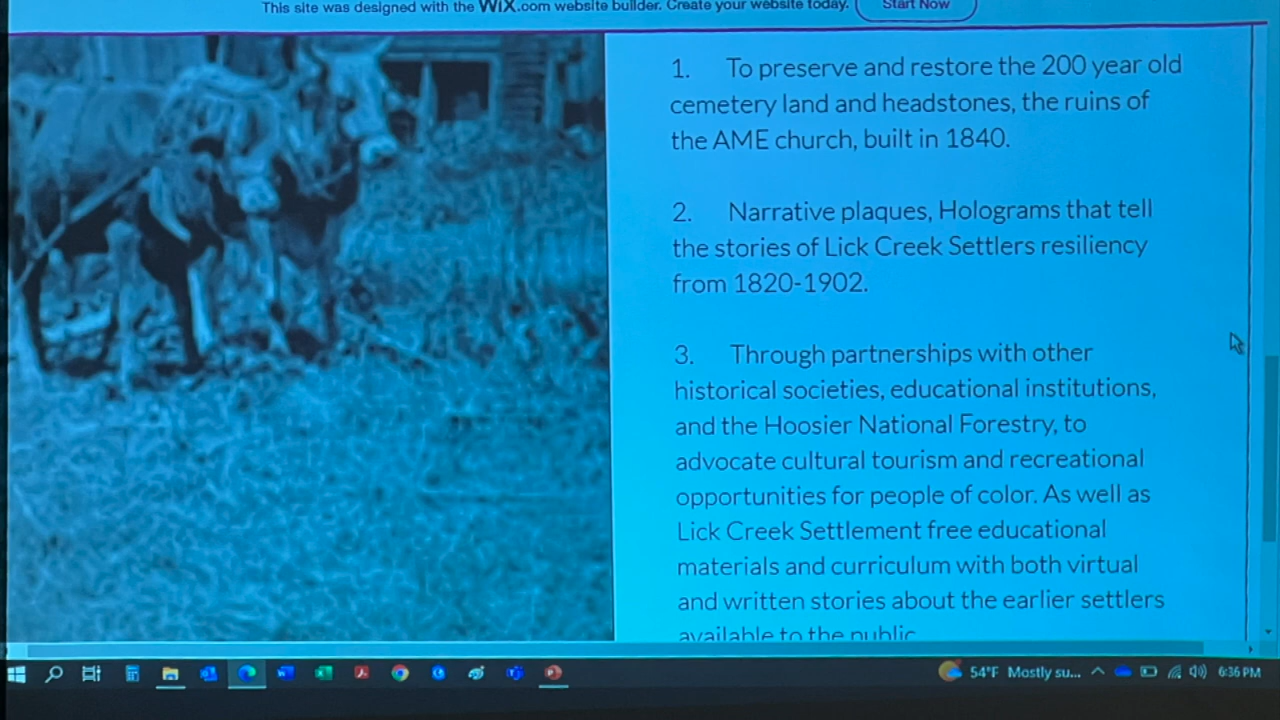 This site was designed with the WiX.com website builder. Create your website today. Start Now
1. To preserve and restore the 200 year old
cemetery land and headstones, the ruins of
the AME church, built in 1840.
2. Narrative plaques, Holograms that tell
the stories of Lick Creek Settlers resiliency
from 1820-1902.
3. Through partnerships with other
historical societies, educational institutions,
and the Hoosier National Forestry, to
advocate cultural tourism and recreational
opportunities for people of color. As well as
Lick Creek Settlement free educational
materials and curriculum with both virtual
and written stories about the earlier settlers
available to the public
54°F Mostly su... 6:36 PM